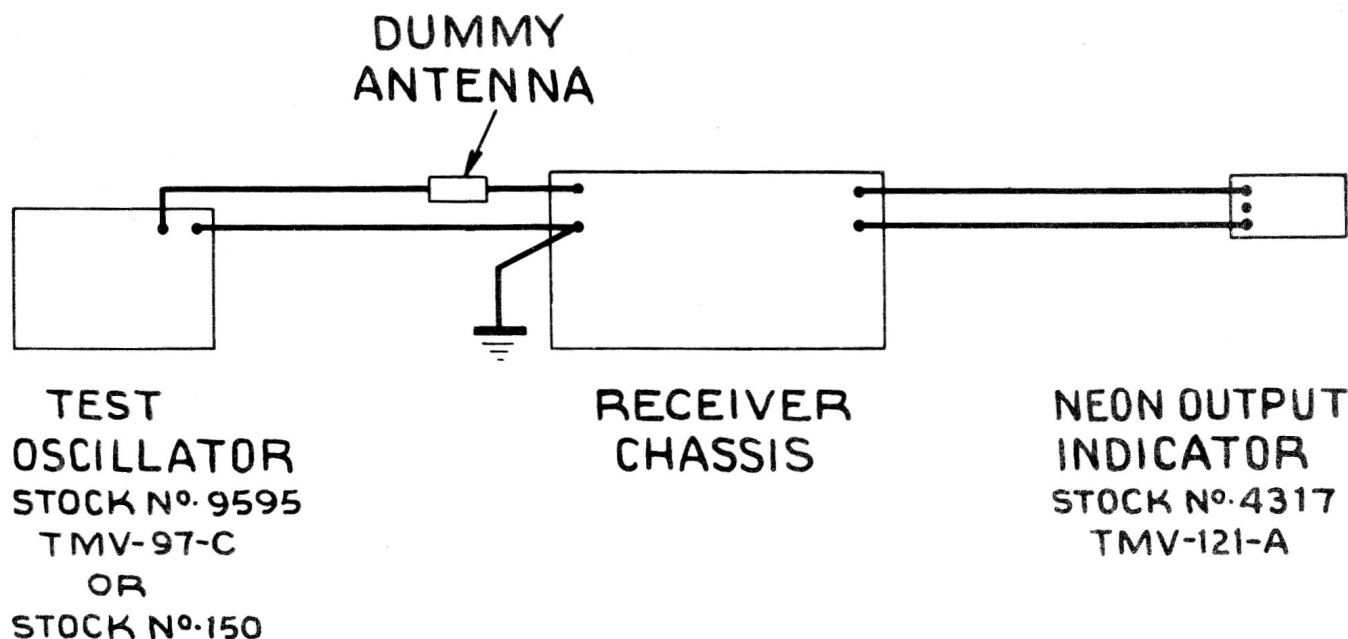 DUMMY
ANTENNA
TEST
OSCILLATOR
STOCK Nº. 9595
TMV-97-C
OR
STOCK Nº.150
RECEIVER
CHASSIS
NEON OUTPUT
INDICATOR
STOCK Nº.4317
TMV-121-A